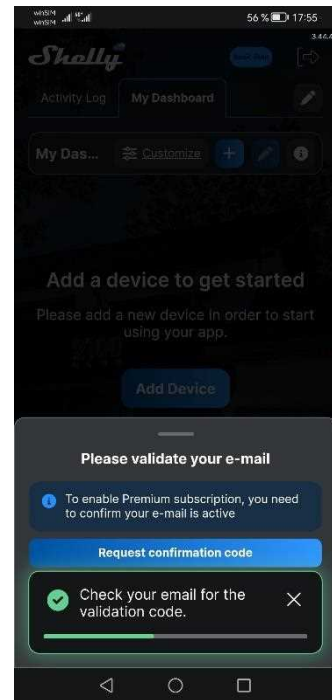 winSIM
winSIM
56 % 17:55
Shelly
Activity Log
My Dashboard
My Das...
Customize
Add a device to get started
Please add a new device in order to start
using your app.
Add Device
Please validate your e-mail
To enable Premium subscription, you need
to confirm your e-mail is active
Request confirmation code
Check your email for the
validation code.